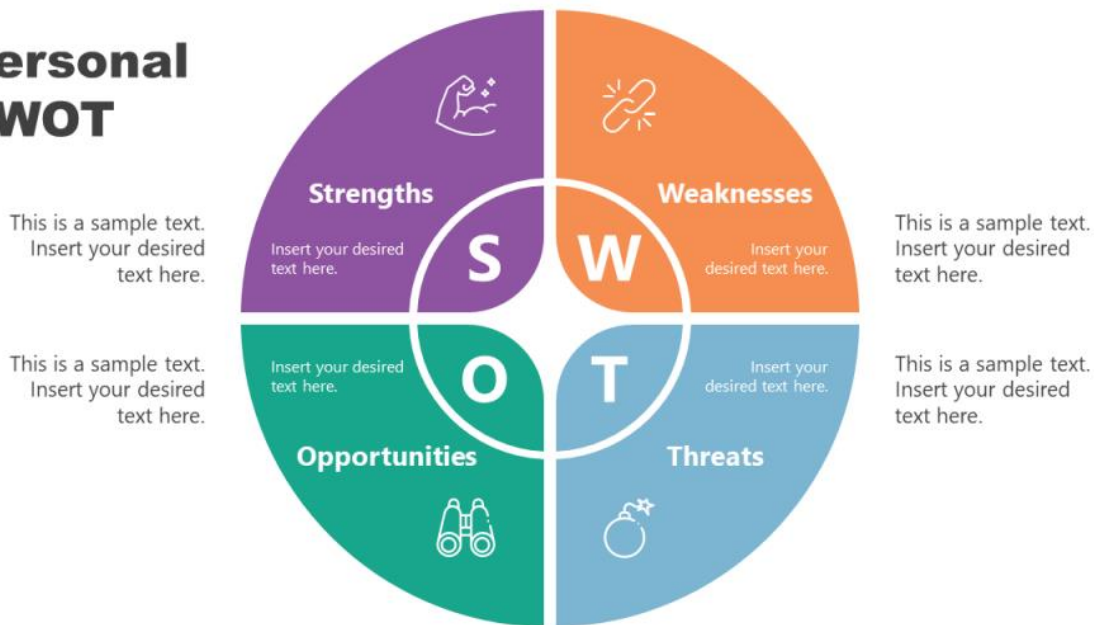 ersonal
WOT
Strengths
Weaknesses
This is a sample text.
Insert your desired
text here.
Insert your desired
text here.
S
W
Insert your
desired text here.
This is a sample text.
Insert your desired
text here.
This is a sample text.
Insert your desired
text here.
Insert your desired
text here.
O
T
Insert your
desired text here.
This is a sample text.
Insert your desired
text here.
Opportunities
Threats